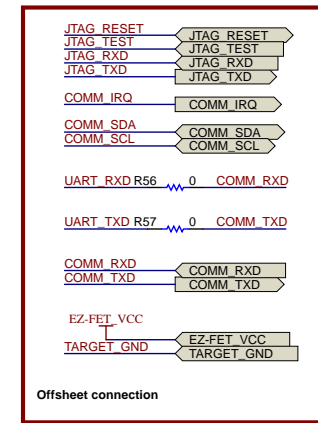 JTAG_RESET JTAG_RESET
JTAG_TEST JTAG_TEST
JTAG_RXD JTAG_RXD
JTAG_TXD JTAG_TXD
COMM_IRQ COMM_IRQ
COMM_SDA COMM_SDA
COMM_SCL COMM_SCL
UART_RXD R56 0 COMM_RXD
UART_TXD R57 0 COMM_TXD
COMM_RXD COMM_RXD
COMM_TXD COMM_TXD
EZ-FET_VCC
EZ-FET_VCC
TARGET_GND TARGET_GND
Offsheet connection